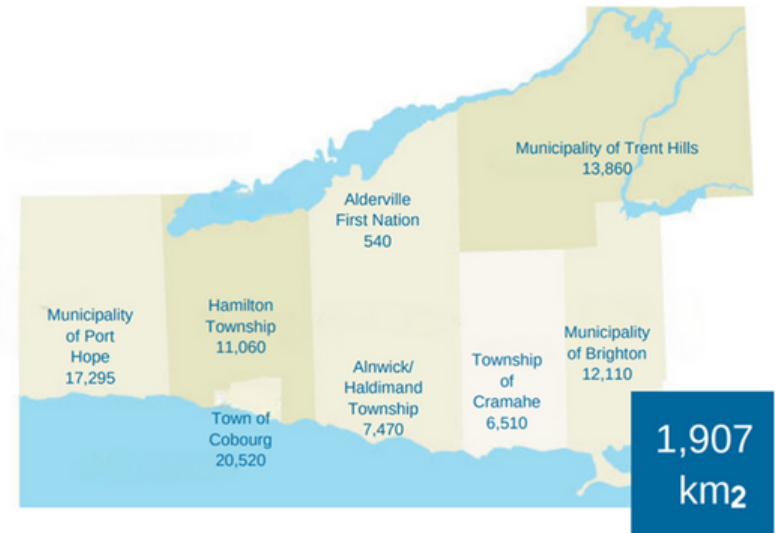 Municipality of Trent Hills
13,860
Alderville
First Nation
540
Municipality
of Port
Hope
17,295
Hamilton
Township
11,060
Town of
Cobourg
20,520
Alnwick/
Haldimand
Township
7,470
Township
of
Cramahe
6,510
Municipality
of Brighton
12,110
1,907
km2